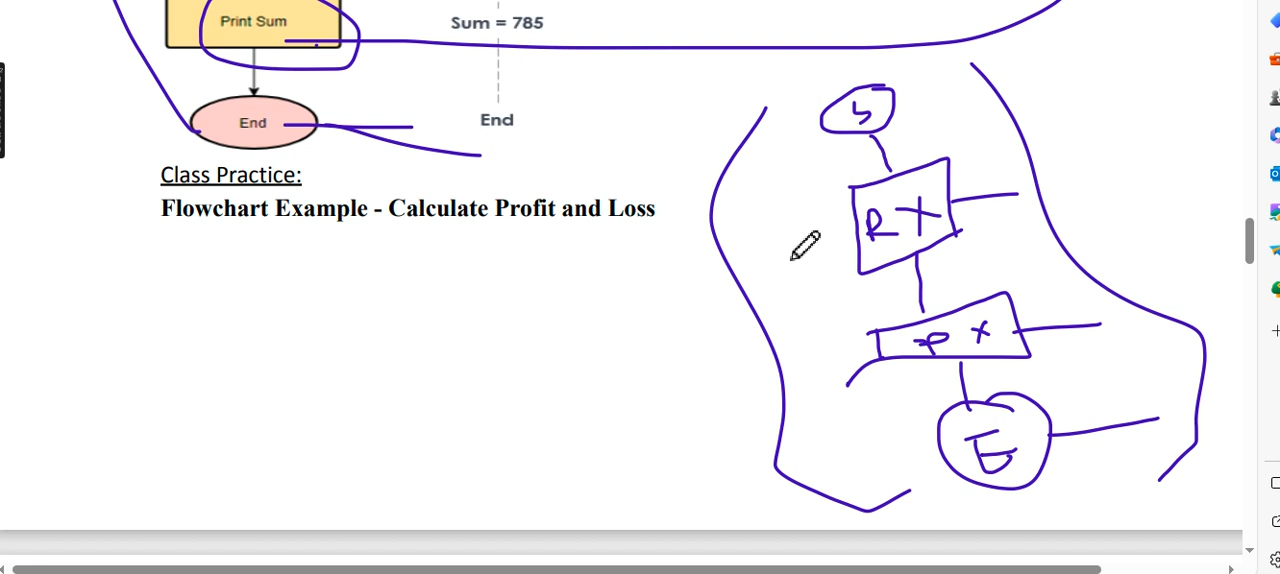 Print Sum
Sum = 785
End
End
Class Practice:
Flowchart Example - Calculate Profit and Loss
S
R X
P X
E